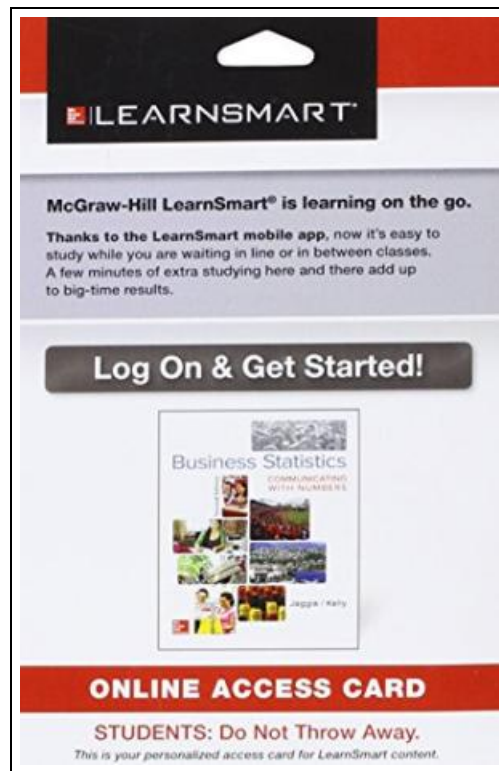 LEARNSMART®
McGraw-Hill LearnSmart® is learning on the go.
Thanks to the LearnSmart mobile app, now it's easy to
study while you are waiting in line or in between classes.
A few minutes of extra studying here and there add up
to big-time results.
Log On & Get Started!
Business Statistics
COMMUNICATING
WITH NUMBERS
Jaggia / Kelly
ONLINE ACCESS CARD
STUDENTS: Do Not Throw Away.
This is your personalized access card for LearnSmart content.